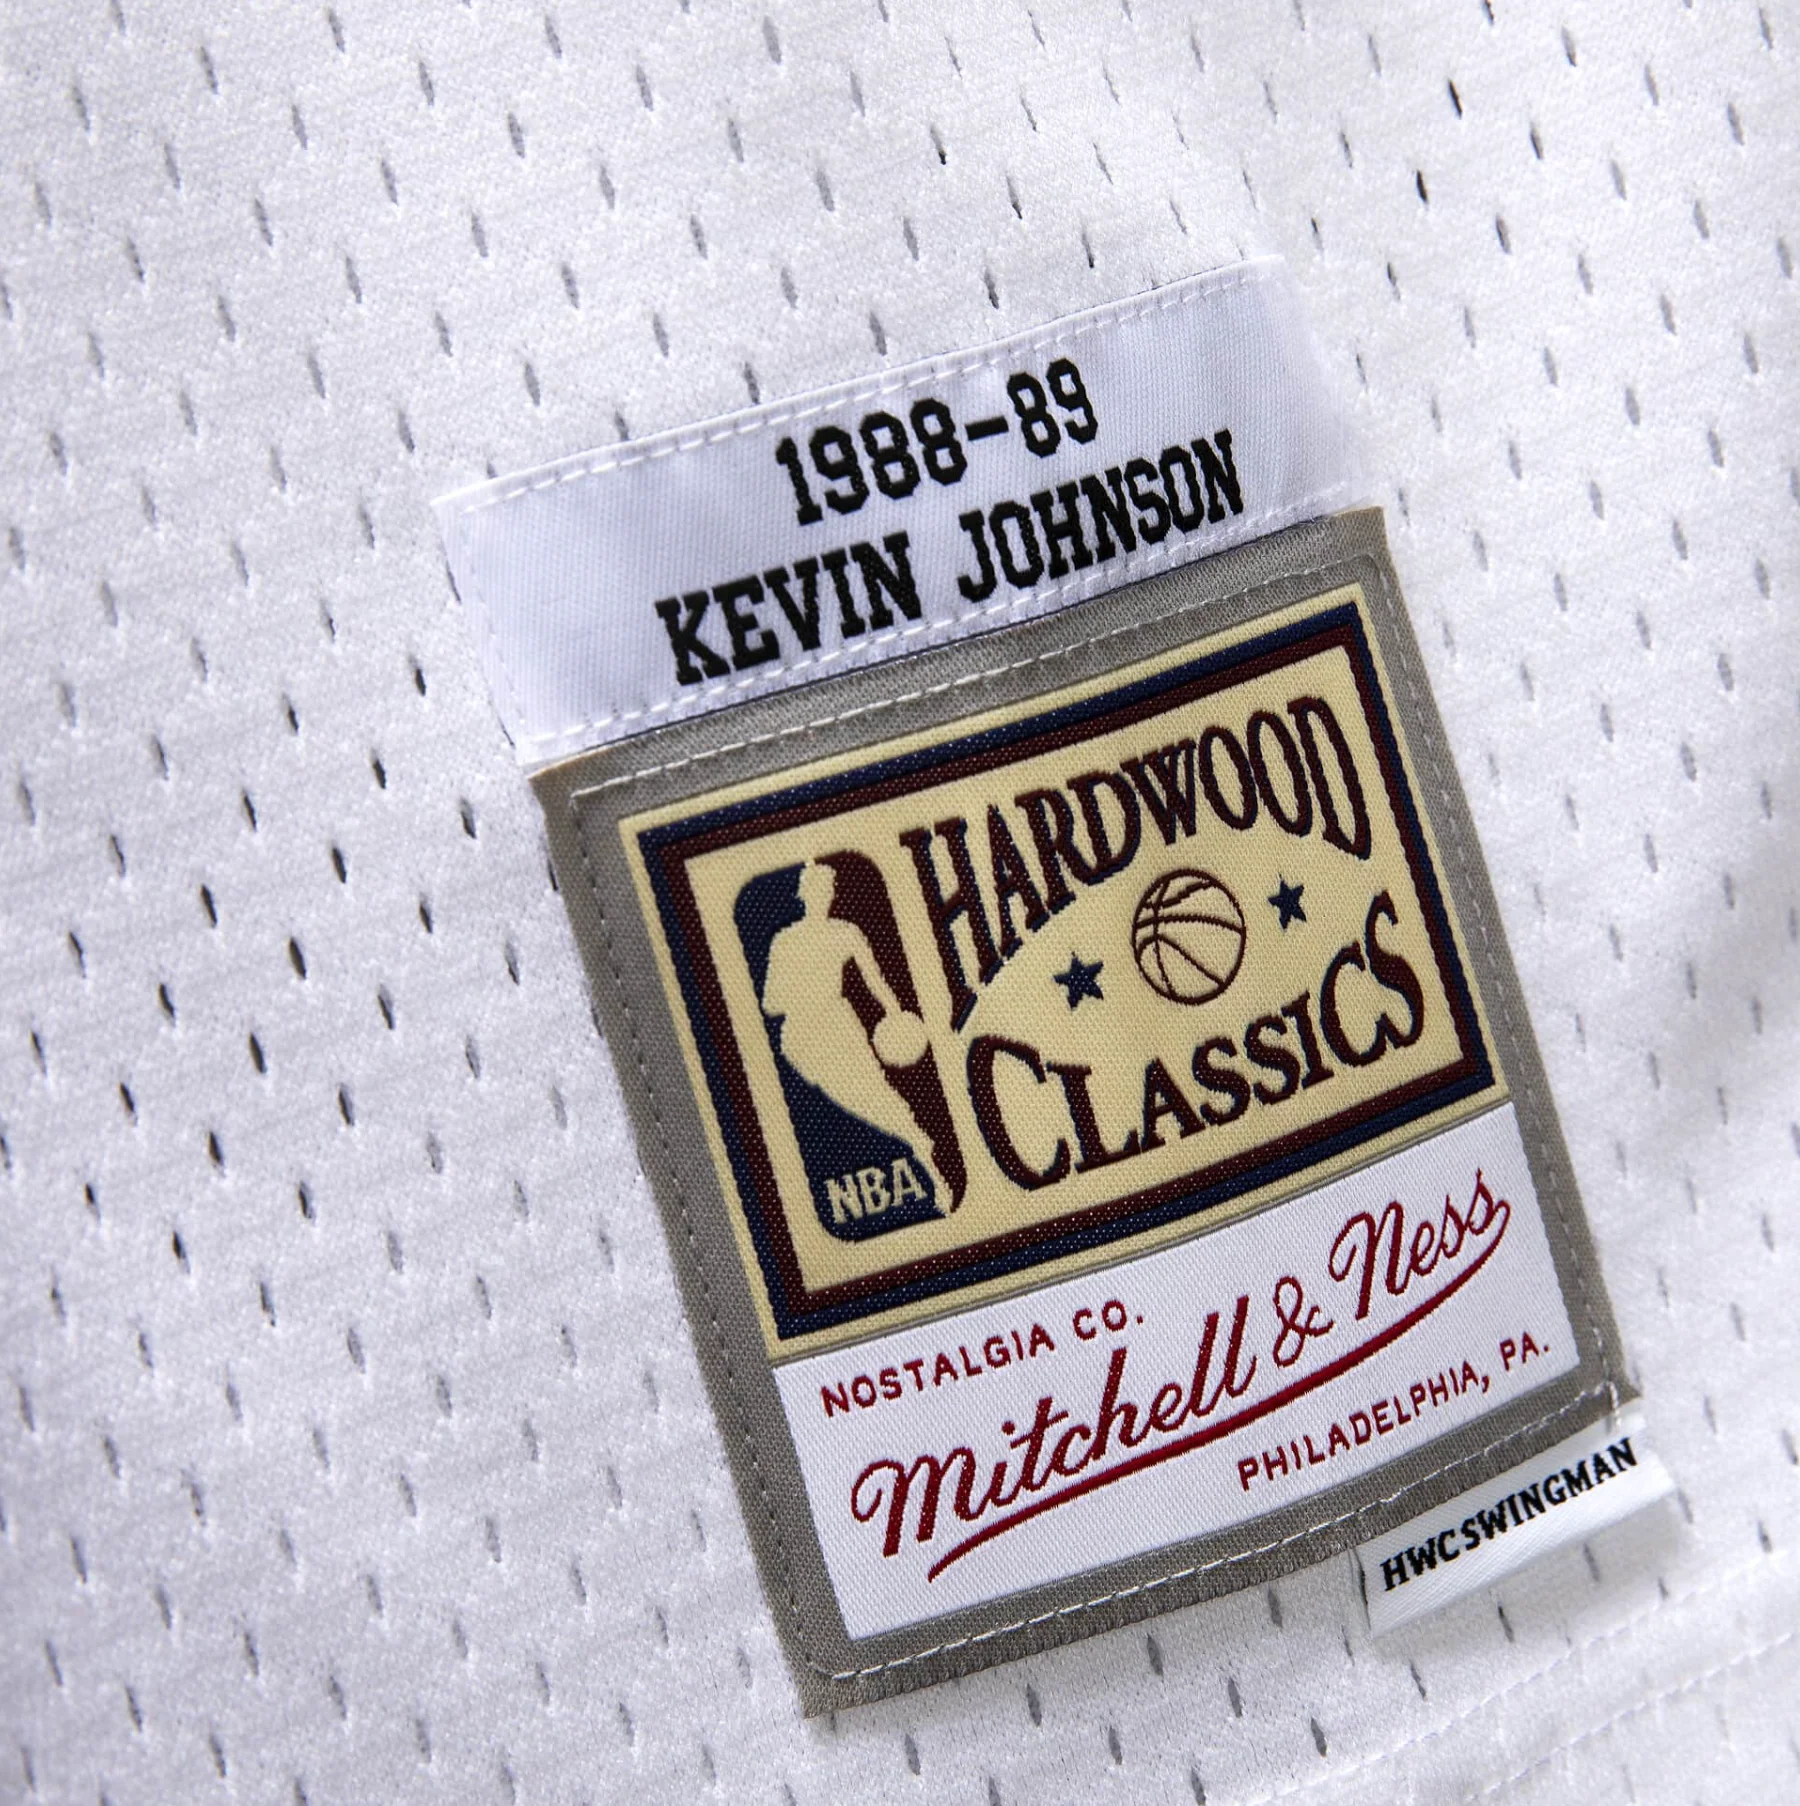 1988-89
KEVIN JOHNSON
HARDWOOD
CLASSICS
NBA
NOSTALGIA CO.
Mitchell & Ness
PHILADELPHIA, PA.
HWCSWINGMAN